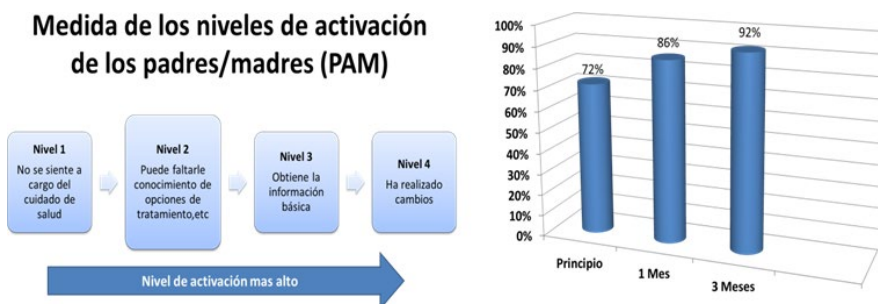 Medida de los niveles de activación
de los padres/madres (PAM)
Nivel 1
No se siente a
cargo del
cuidado de
salud
Nivel 2
Puede faltarle
conocimiento de
opciones de
tratamiento,etc
Nivel 3
Obtiene la
información
básica
Nivel 4
Ha realizado
cambios
Nivel de activación mas alto
100%
90%
80%
70%
60%
50%
40%
30%
20%
10%
0%
72%
86%
92%
Principio
1 Mes
3 Meses